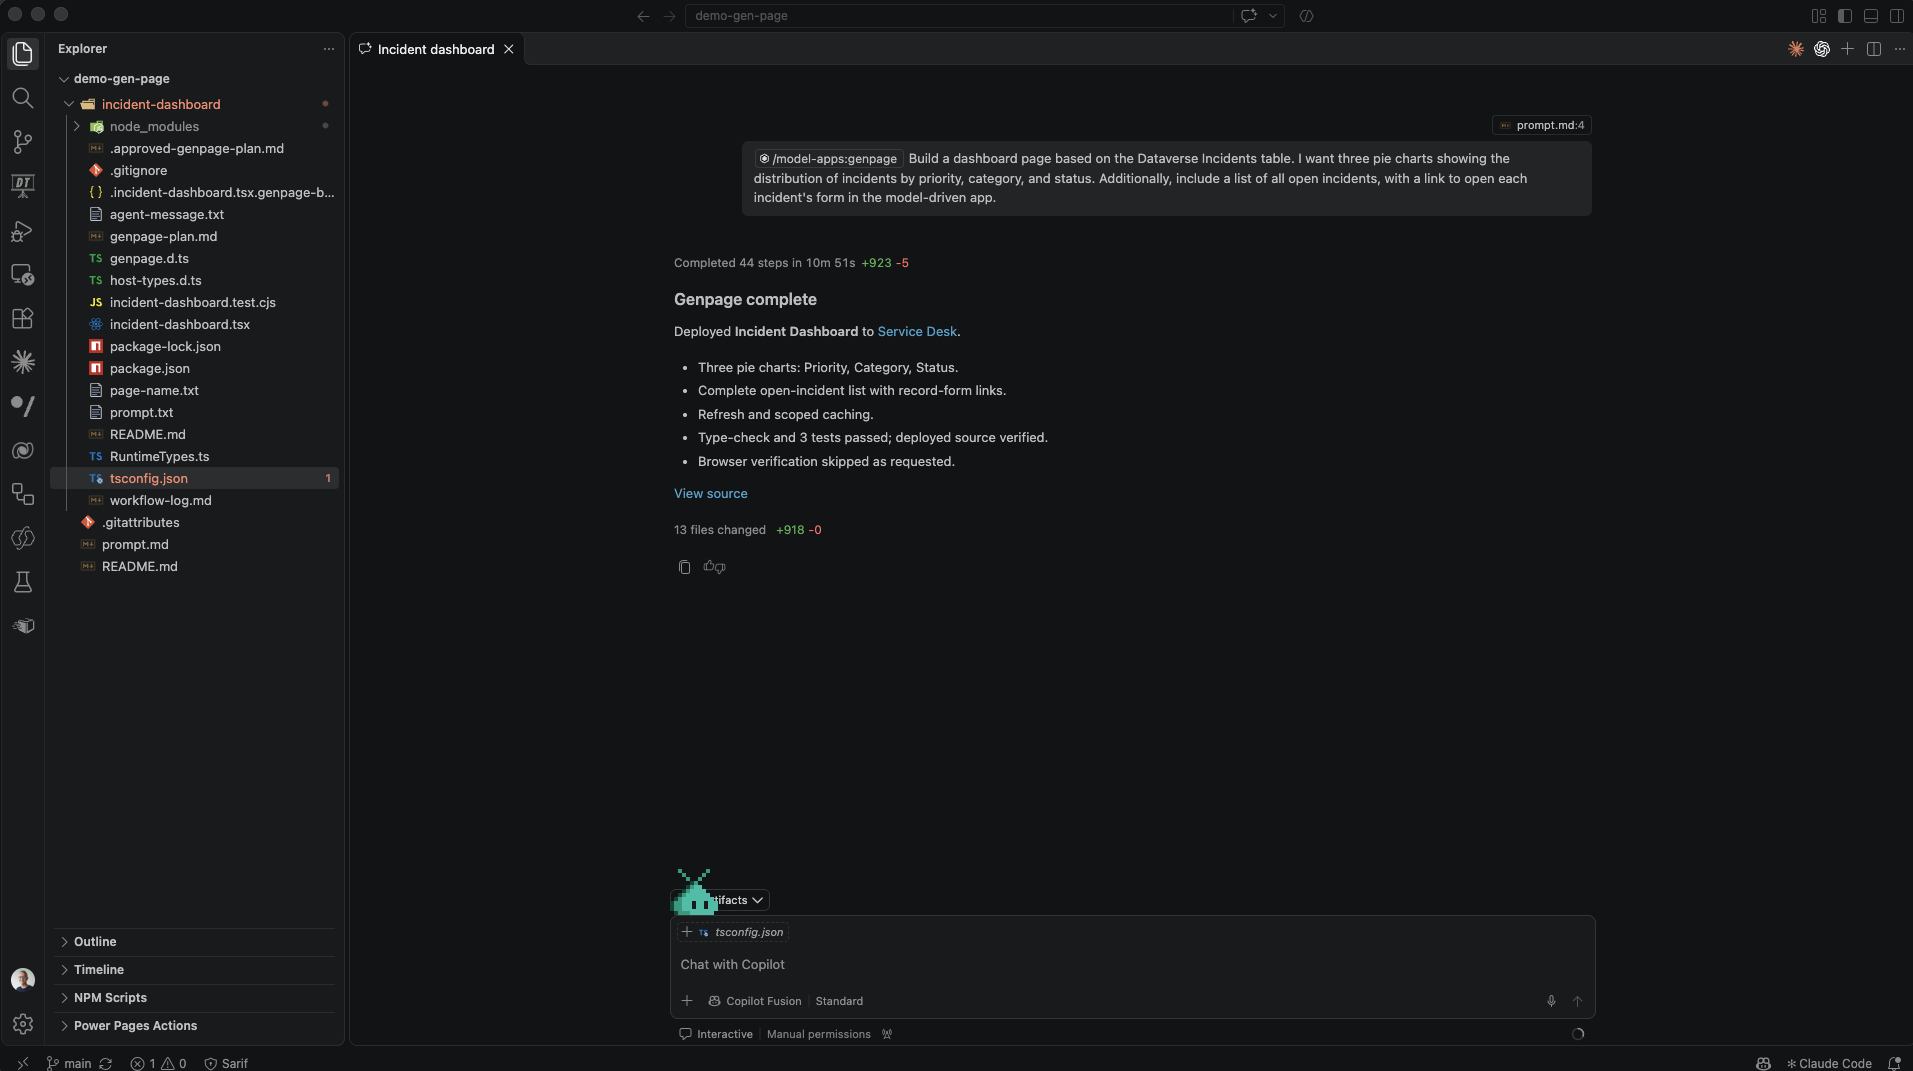 demo-gen-page
Explorer
Incident dashboard
demo-gen-page
incident-dashboard
node_modules
.approved-genpage-plan.md
.gitignore
.incident-dashboard.tsx.genpage-b...
agent-message.txt
genpage-plan.md
TS genpage.d.ts
TS host-types.d.ts
JS incident-dashboard.test.cjs
incident-dashboard.tsx
package-lock.json
package.json
page-name.txt
prompt.txt
README.md
TS RuntimeTypes.ts
TS tsconfig.json 1
workflow-log.md
.gitattributes
prompt.md
README.md
Outline
Timeline
NPM Scripts
Power Pages Actions
prompt.md:4
/model-apps:genpage Build a dashboard page based on the Dataverse Incidents table. I want three pie charts showing the
distribution of incidents by priority, category, and status. Additionally, include a list of all open incidents, with a link to open each
incident's form in the model-driven app.
Completed 44 steps in 10m 51s +923 -5
Genpage complete
Deployed Incident Dashboard to Service Desk.
• Three pie charts: Priority, Category, Status.
• Complete open-incident list with record-form links.
• Refresh and scoped caching.
• Type-check and 3 tests passed; deployed source verified.
• Browser verification skipped as requested.
View source
13 files changed +918 -0
tifacts
TS tsconfig.json
Chat with Copilot
Copilot Fusion Standard
Interactive Manual permissions
main 1 0 Sarif
Claude Code